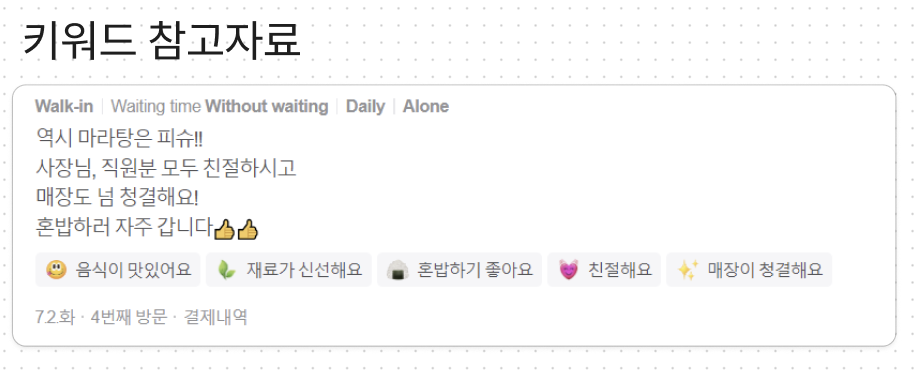 키워드 참고자료
Walk-in | Waiting time Without waiting | Daily | Alone
역시 마라탕은 피슈!!
사장님, 직원분 모두 친절하시고
매장도 넘 청결해요!
혼밥하러 자주 갑니다👍👍
😋 음식이 맛있어요 🌿 재료가 신선해요 🍙 혼밥하기 좋아요 💓 친절해요 ✨ 매장이 청결해요
7.2.화 · 4번째 방문 · 결제내역